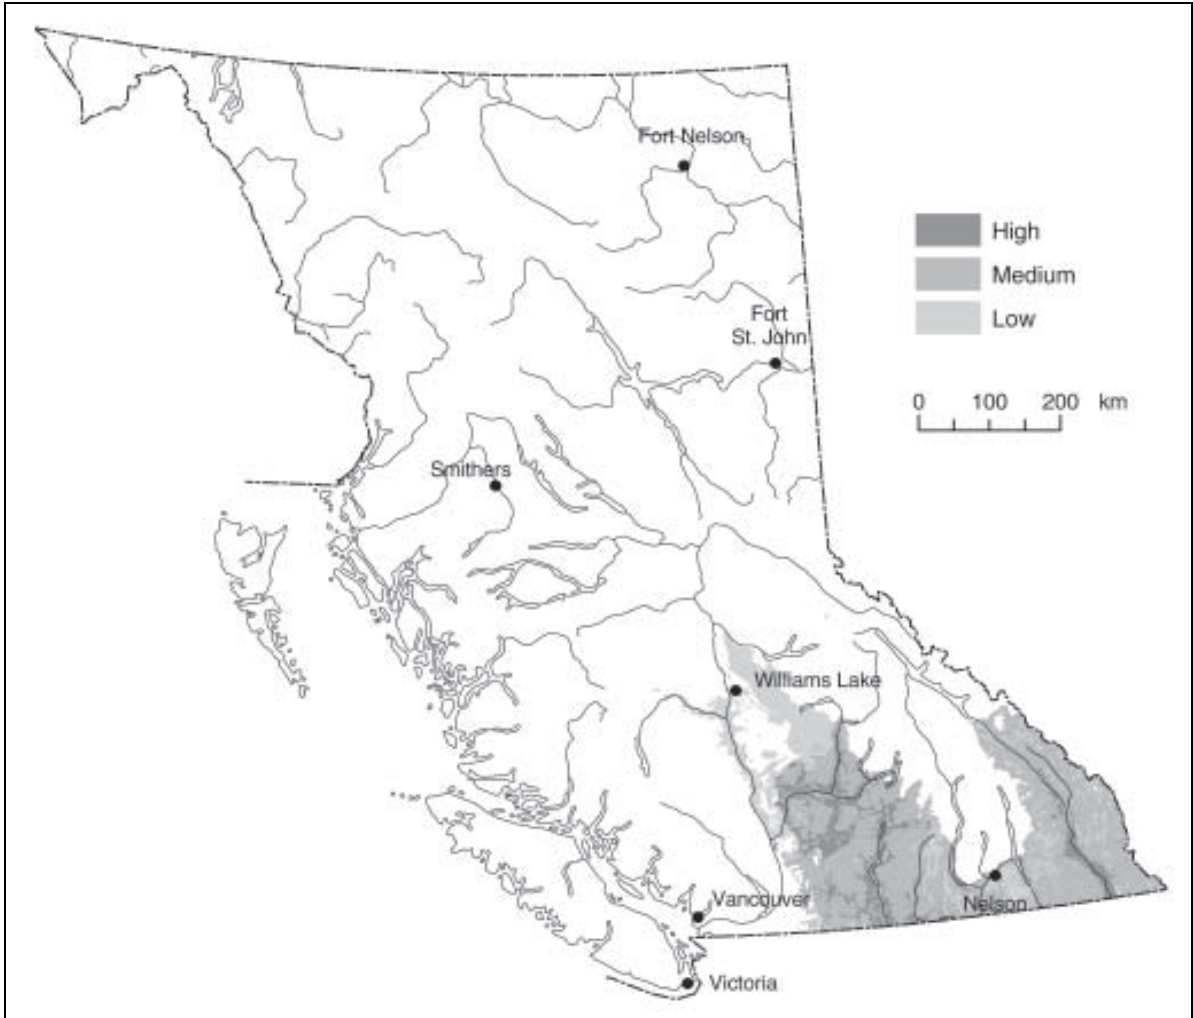 Fort Nelson
High
Medium
Low
Fort
St. John
0 100 200 km
Smithers
Williams Lake
Vancouver
Nelson
Victoria